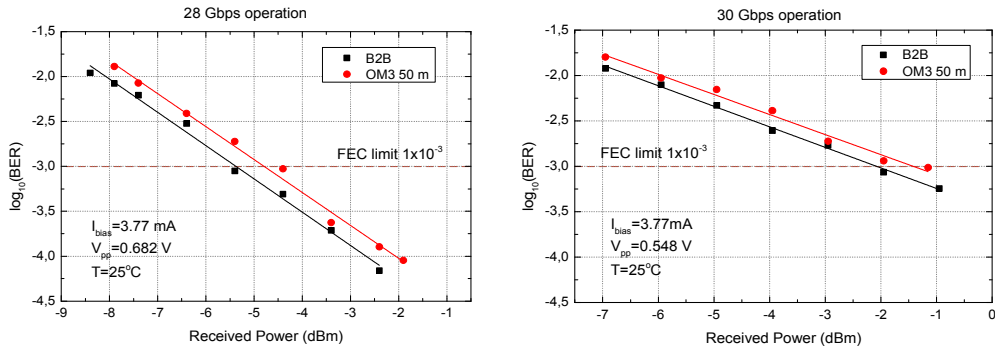 28 Gbps operation
-1,5
-2,0
-2,5
-3,0
-3,5
-4,0
-4,5
log₁₀(BER)
B2B
OM3 50 m
FEC limit 1x10⁻³
I_bias=3.77 mA
V_pp=0.682 V
T=25°C
-9 -8 -7 -6 -5 -4 -3 -2 -1
Received Power (dBm)
30 Gbps operation
-1,5
-2,0
-2,5
-3,0
-3,5
-4,0
-4,5
log₁₀(BER)
B2B
OM3 50 m
FEC limit 1x10⁻³
I_bias=3.77mA
V_pp=0.548 V
T=25°C
-7 -6 -5 -4 -3 -2 -1 0
Received Power (dBm)